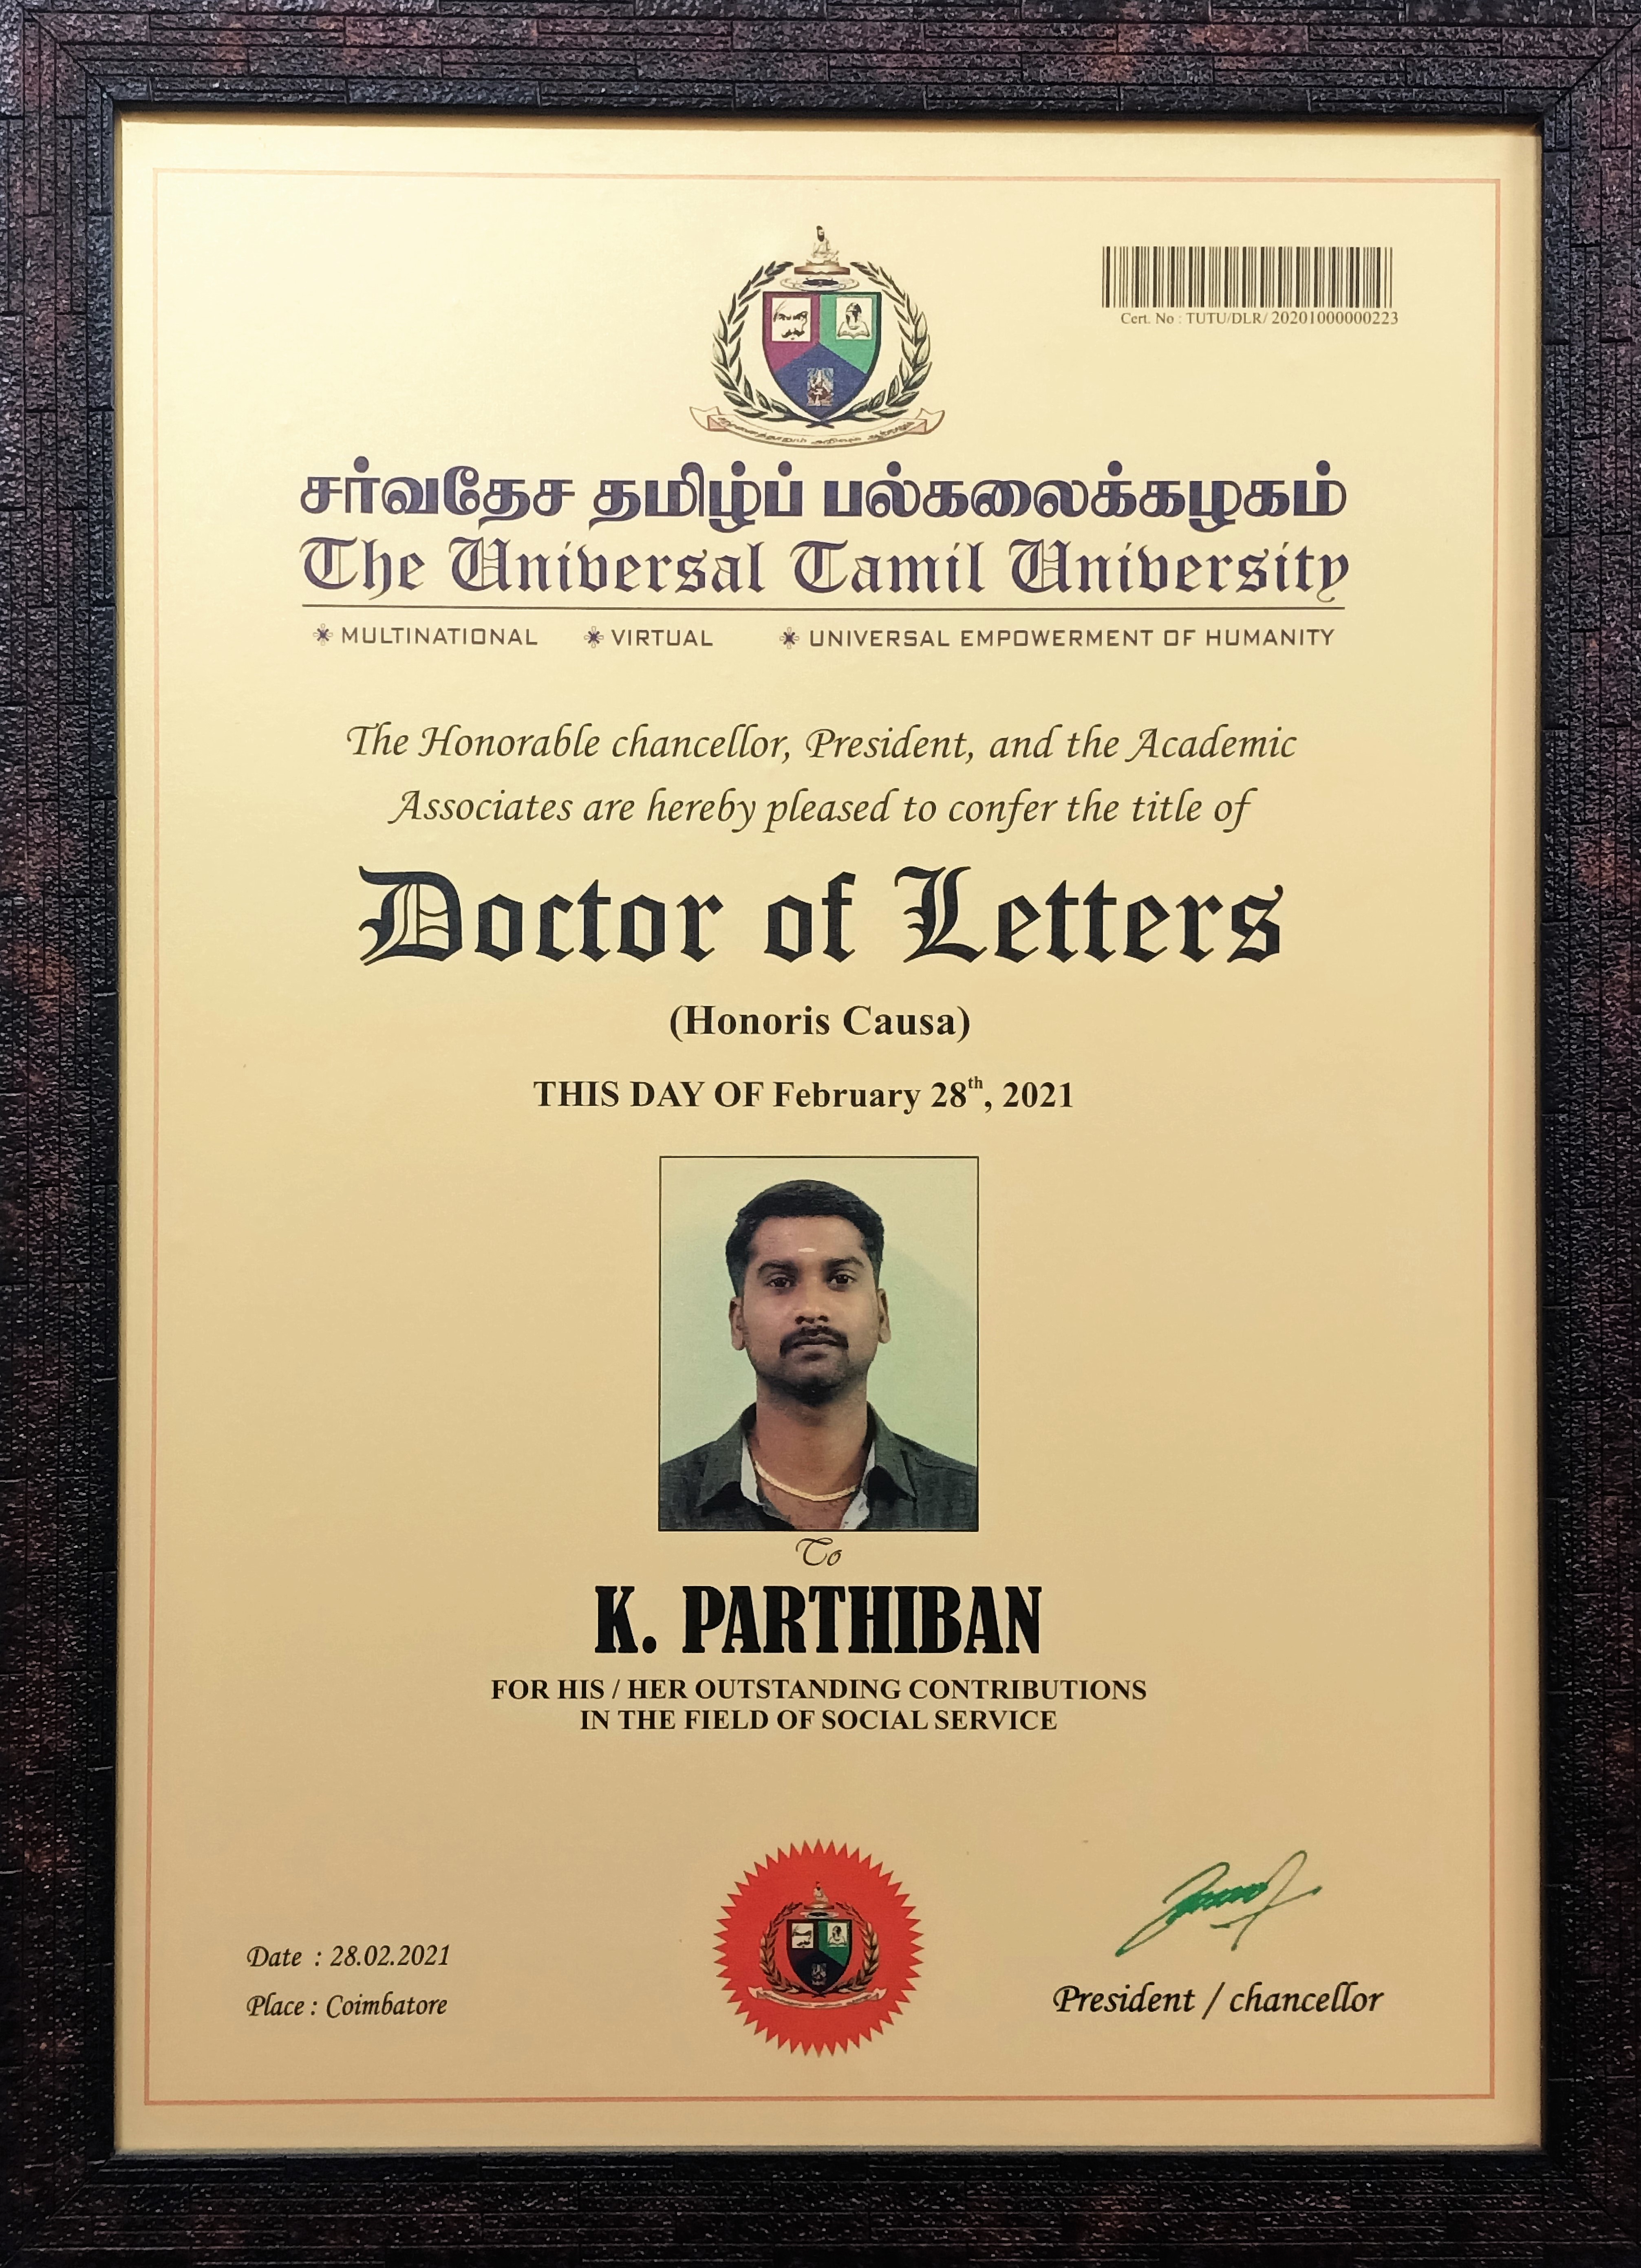 Cert. No : TUTU/DLR/ 20201000000223
சர்வதேச தமிழ்ப் பல்கலைக்கழகம்
The Universal Tamil University
MULTINATIONAL VIRTUAL UNIVERSAL EMPOWERMENT OF HUMANITY
The Honorable chancellor, President, and the Academic
Associates are hereby pleased to confer the title of
Doctor of Letters
(Honoris Causa)
THIS DAY OF February 28th, 2021
To
K. PARTHIBAN
FOR HIS / HER OUTSTANDING CONTRIBUTIONS
IN THE FIELD OF SOCIAL SERVICE
Date : 28.02.2021
Place : Coimbatore
President / chancellor